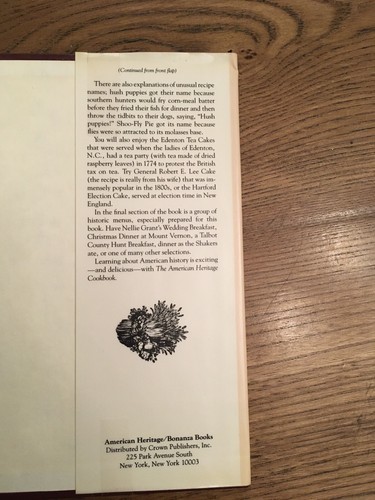 (Continued from front flap)
There are also explanations of unusual recipe
names; hush puppies got their name because
southern hunters would fry corn-meal batter
before they fried their fish for dinner and then
throw the tidbits to their dogs, saying, "Hush
puppies!" Shoo-Fly Pie got its name because
flies were so attracted to its molasses base.
You will also enjoy the Edenton Tea Cakes
that were served when the ladies of Edenton,
N.C., had a tea party (with tea made of dried
raspberry leaves) in 1774 to protest the British
tax on tea. Try General Robert E. Lee Cake
(the recipe is really from his wife) that was im-
mensely popular in the 1800s, or the Hartford
Election Cake, served at election time in New
England.
In the final section of the book is a group of
historic menus, especially prepared for this
book. Have Nellie Grant's Wedding Breakfast,
Christmas Dinner at Mount Vernon, a Talbot
County Hunt Breakfast, dinner as the Shakers
ate, or one of many other selections.
Learning about American history is exciting
—and delicious—with The American Heritage
Cookbook.
American Heritage/Bonanza Books
Distributed by Crown Publishers, Inc.
225 Park Avenue South
New York, New York 10003